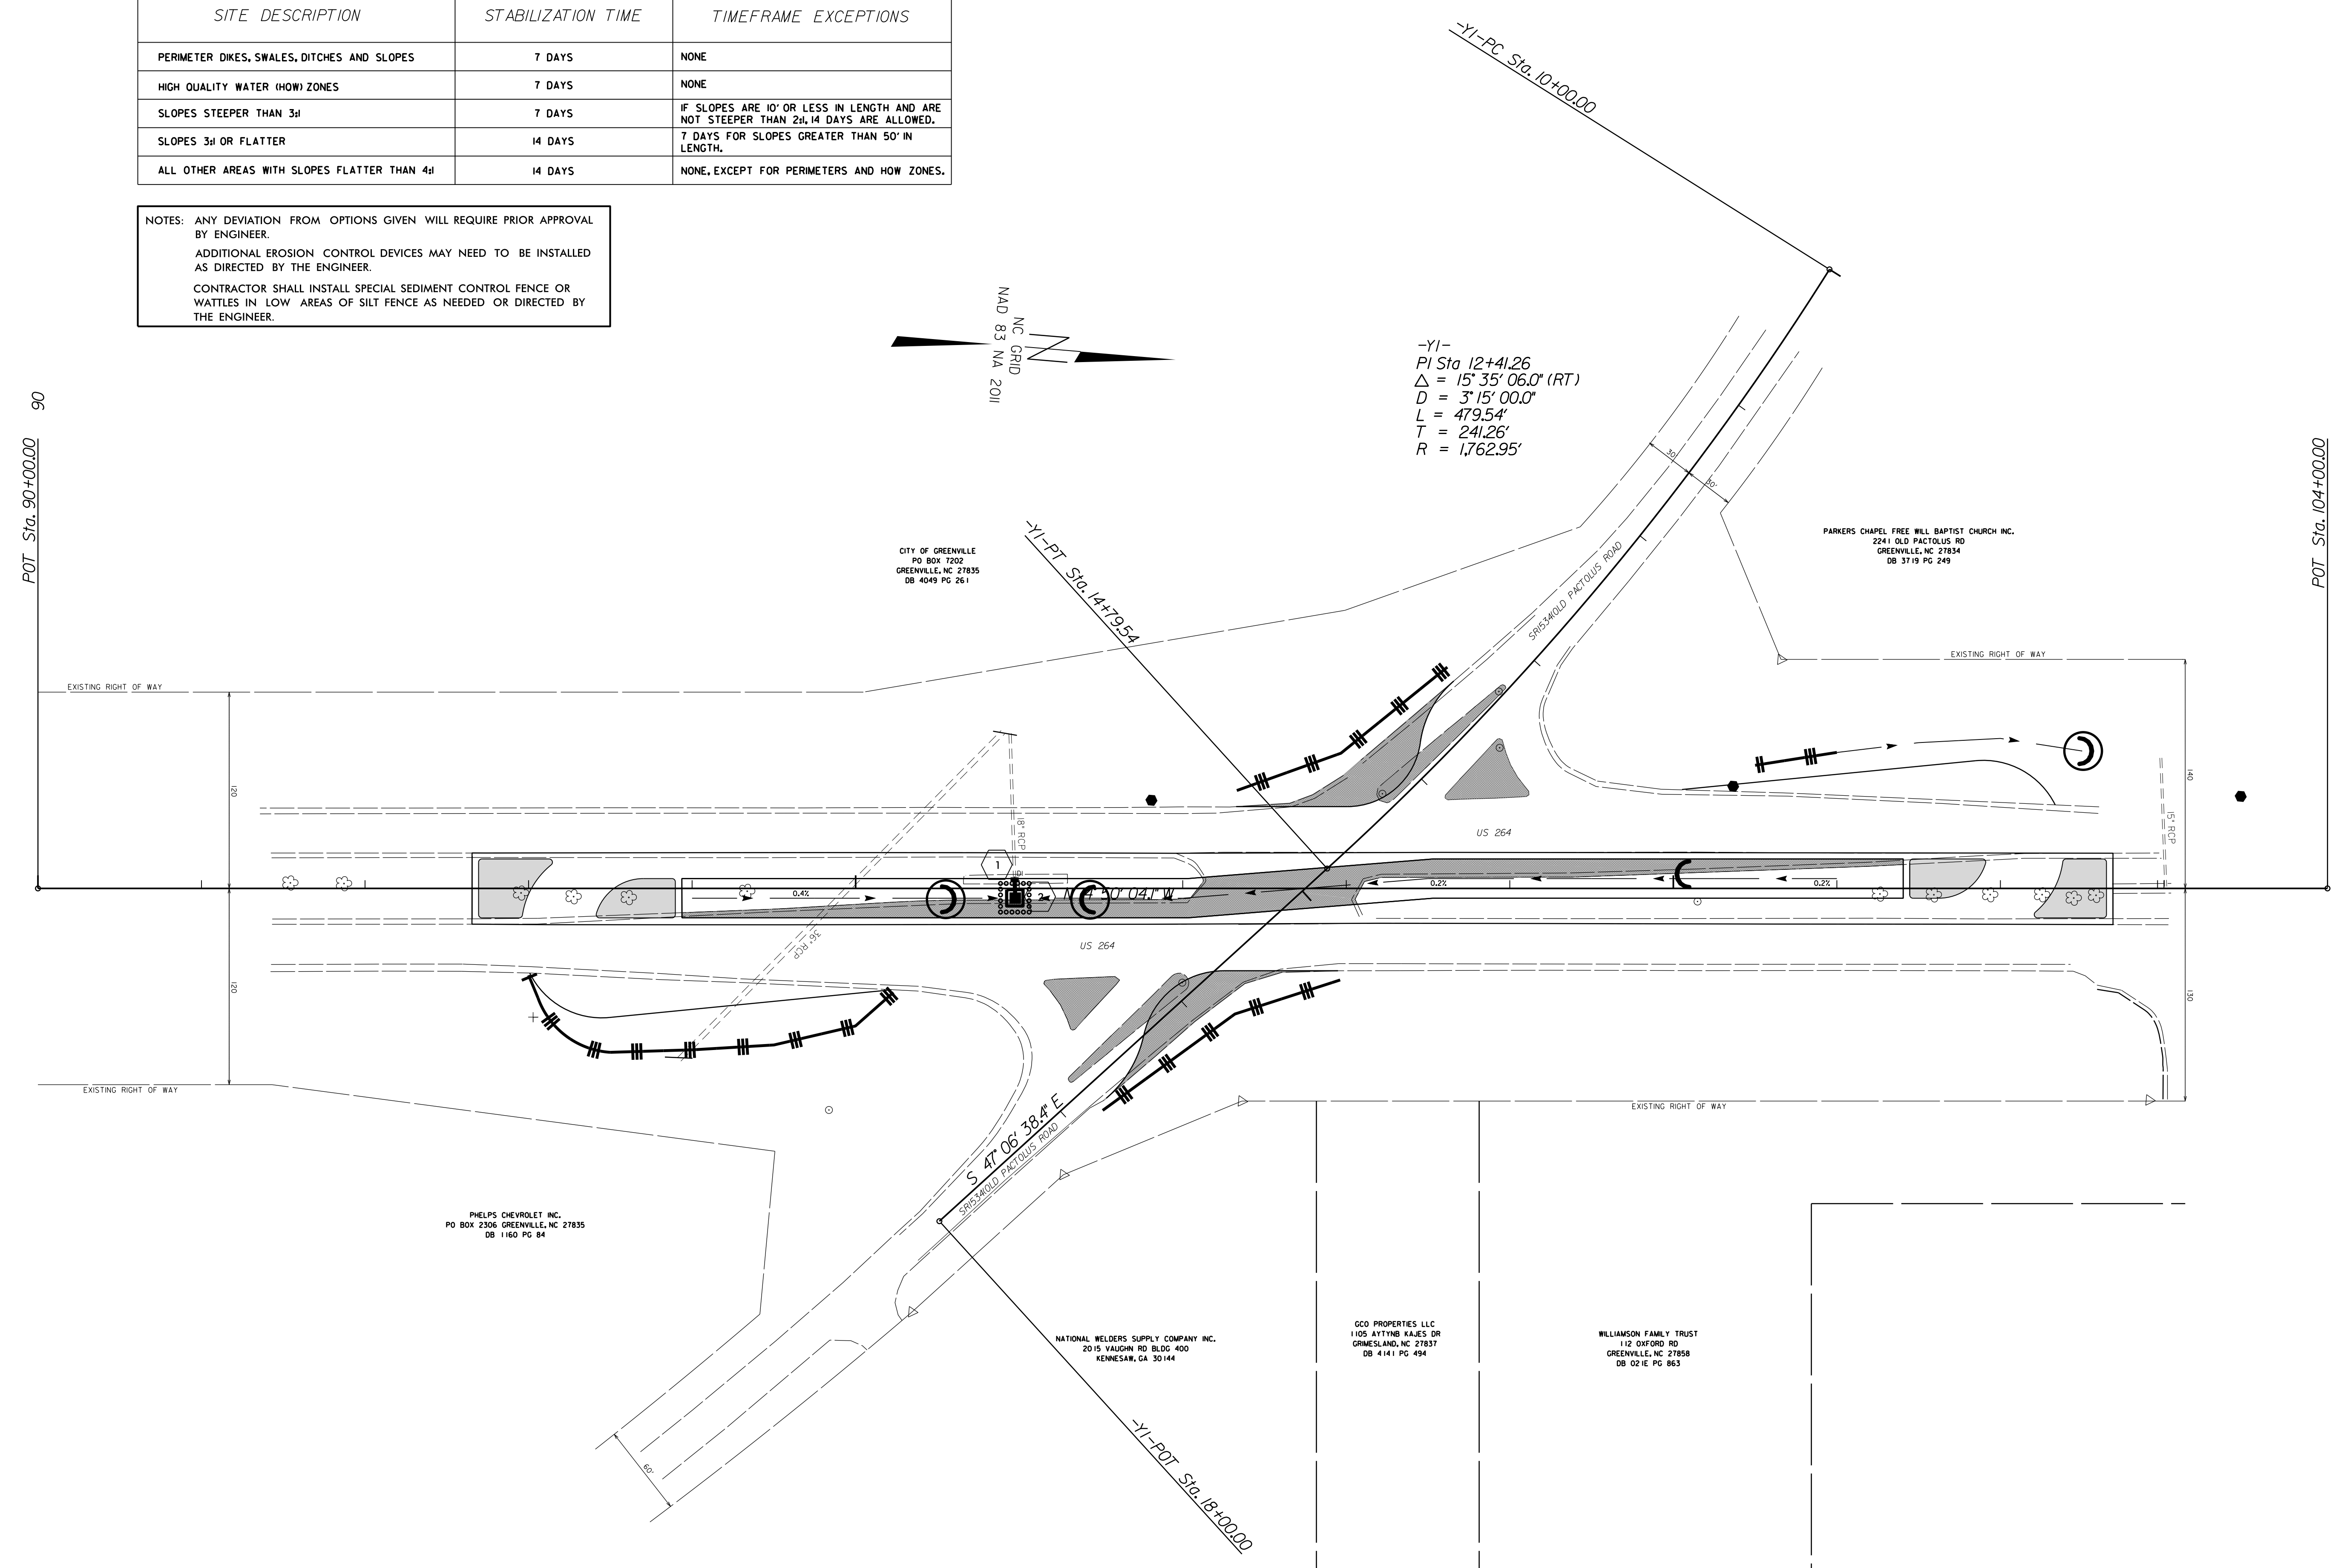 SITE DESCRIPTION STABILIZATION TIME TIMEFRAME EXCEPTIONS
PERIMETER DIKES, SWALES, DITCHES AND SLOPES 7 DAYS NONE
HIGH QUALITY WATER (HQW) ZONES 7 DAYS NONE
SLOPES STEEPER THAN 3:1 7 DAYS IF SLOPES ARE 10' OR LESS IN LENGTH AND ARE
NOT STEEPER THAN 2:1, 14 DAYS ARE ALLOWED.
SLOPES 3:1 OR FLATTER 14 DAYS 7 DAYS FOR SLOPES GREATER THAN 50' IN
LENGTH.
ALL OTHER AREAS WITH SLOPES FLATTER THAN 4:1 14 DAYS NONE, EXCEPT FOR PERIMETERS AND HQW ZONES.
NOTES: ANY DEVIATION FROM OPTIONS GIVEN WILL REQUIRE PRIOR APPROVAL
BY ENGINEER.
ADDITIONAL EROSION CONTROL DEVICES MAY NEED TO BE INSTALLED
AS DIRECTED BY THE ENGINEER.
CONTRACTOR SHALL INSTALL SPECIAL SEDIMENT CONTROL FENCE OR
WATTLES IN LOW AREAS OF SILT FENCE AS NEEDED OR DIRECTED BY
THE ENGINEER.
-Y1-PC Sta. 10+00.00
NC GRID
NAD 83 NA 2011
-Y1-
PI Sta 12+41.26
Δ = 15° 35' 06.0" (RT)
D = 3° 15' 00.0"
L = 479.54'
T = 241.26'
R = 1,762.95'
90
POT Sta. 90+00.00
POT Sta. 104+00.00
30'
30'
CITY OF GREENVILLE
PO BOX 7202
GREENVILLE, NC 27835
DB 4049 PG 261
-Y1-PT Sta. 14+79.54
SR1534(OLD PACTOLUS ROAD
PARKERS CHAPEL FREE WILL BAPTIST CHURCH INC.
2241 OLD PACTOLUS RD
GREENVILLE, NC 27834
DB 3719 PG 249
EXISTING RIGHT OF WAY
EXISTING RIGHT OF WAY
120
140
18" RCP
15" RCP
US 264
1
2
0.4%
50' 04.1" W
0.2%
0.2%
36" RCP
US 264
120
130
EXISTING RIGHT OF WAY
EXISTING RIGHT OF WAY
S 47° 06' 38.4" E
SR1534(OLD PACTOLUS ROAD
PHELPS CHEVROLET INC.
PO BOX 2306 GREENVILLE, NC 27835
DB 1160 PG 84
NATIONAL WELDERS SUPPLY COMPANY INC.
2015 VAUGHN RD BLDG 400
KENNESAW, GA 30144
GCO PROPERTIES LLC
1105 AYTYNB KAJES DR
GRIMESLAND, NC 27837
DB 4141 PG 494
WILLIAMSON FAMILY TRUST
112 OXFORD RD
GREENVILLE, NC 27858
DB 021E PG 863
60'
-Y1-POT Sta. 18+00.00